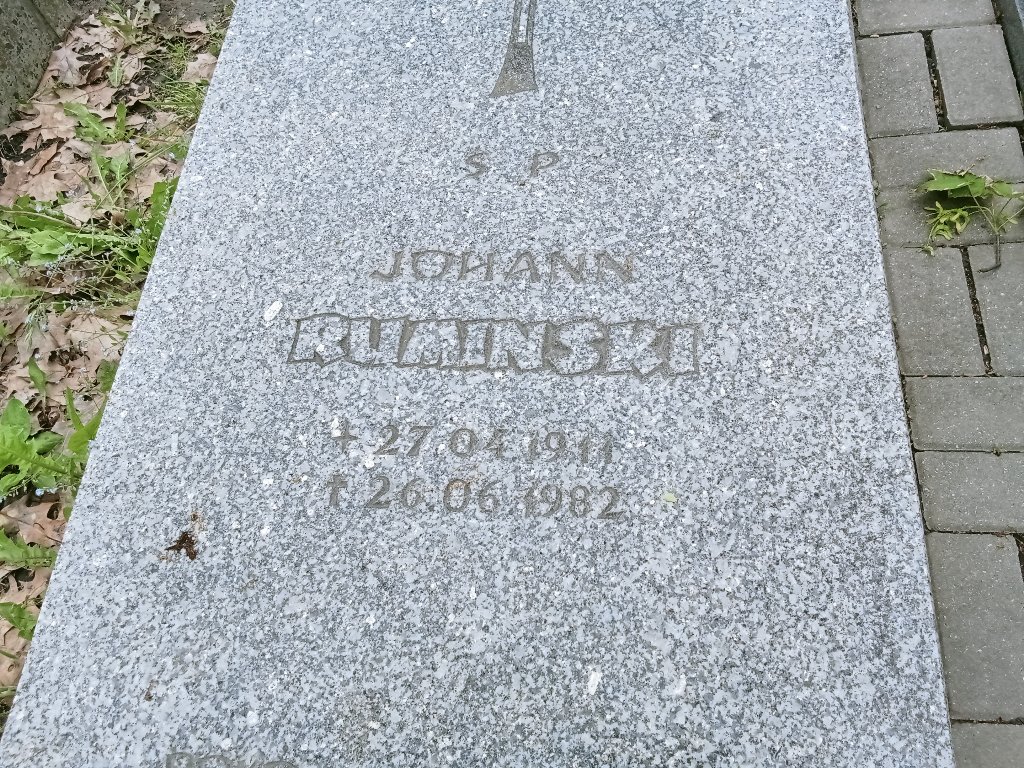 S P
JOHANN
RUMINSKI
* 27.04 1911
† 26.06 1982